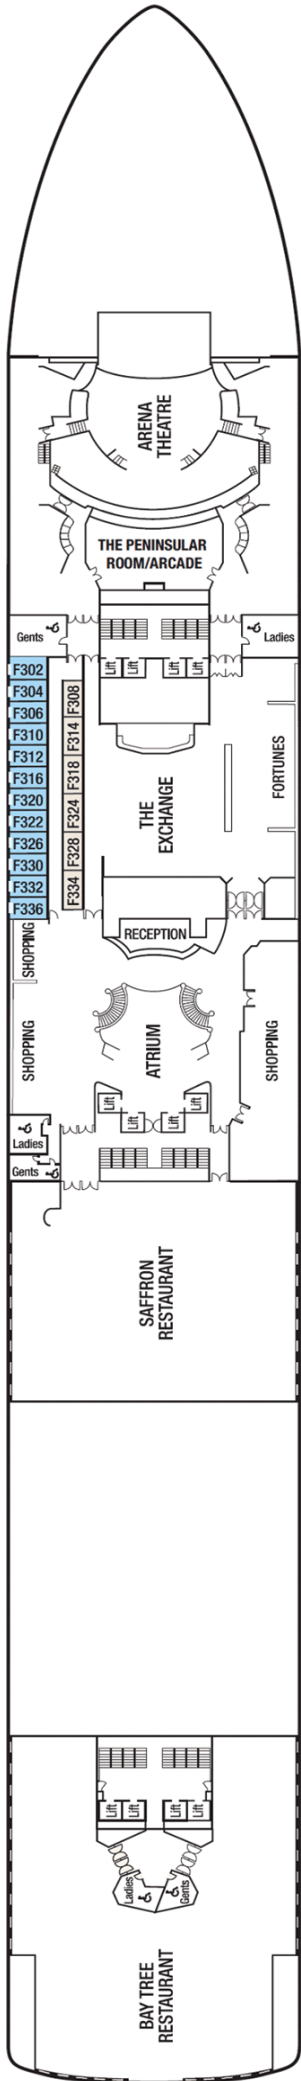 ARENA
THEATRE
THE PENINSULAR
ROOM/ARCADE
Gents
Ladies
Lift
Lift
Lift
Lift
F302
F304
F306
F310
F312
F316
F320
F322
F326
F330
F332
F336
F308
F314
F318
F324
F328
F334
THE
EXCHANGE
FORTUNES
RECEPTION
SHOPPING
SHOPPING
ATRIUM
SHOPPING
Lift
Lift
Lift
Lift
Ladies
Gents
SAFFRON
RESTAURANT
Lift
Lift
Lift
Lift
Ladies
Gents
BAY TREE
RESTAURANT